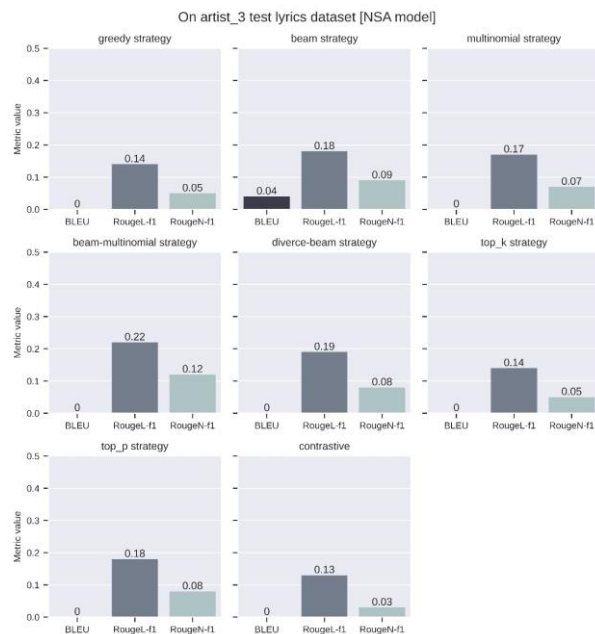 On artist_3 test lyrics dataset [NSA model]
greedy strategy
beam strategy
multinomial strategy
Metric value
0.5
0.4
0.3
0.2
0.1
0.0
0
0.14
0.05
0.04
0.18
0.09
0
0.17
0.07
BLEU RougeL-f1 RougeN-f1
BLEU RougeL-f1 RougeN-f1
BLEU RougeL-f1 RougeN-f1
beam-multinomial strategy
diverce-beam strategy
top_k strategy
Metric value
0.5
0.4
0.3
0.2
0.1
0.0
0
0.22
0.12
0
0.19
0.08
0
0.14
0.05
BLEU RougeL-f1 RougeN-f1
BLEU RougeL-f1 RougeN-f1
BLEU RougeL-f1 RougeN-f1
top_p strategy
contrastive
Metric value
0.5
0.4
0.3
0.2
0.1
0.0
0
0.18
0.08
0
0.13
0.03
BLEU RougeL-f1 RougeN-f1
BLEU RougeL-f1 RougeN-f1